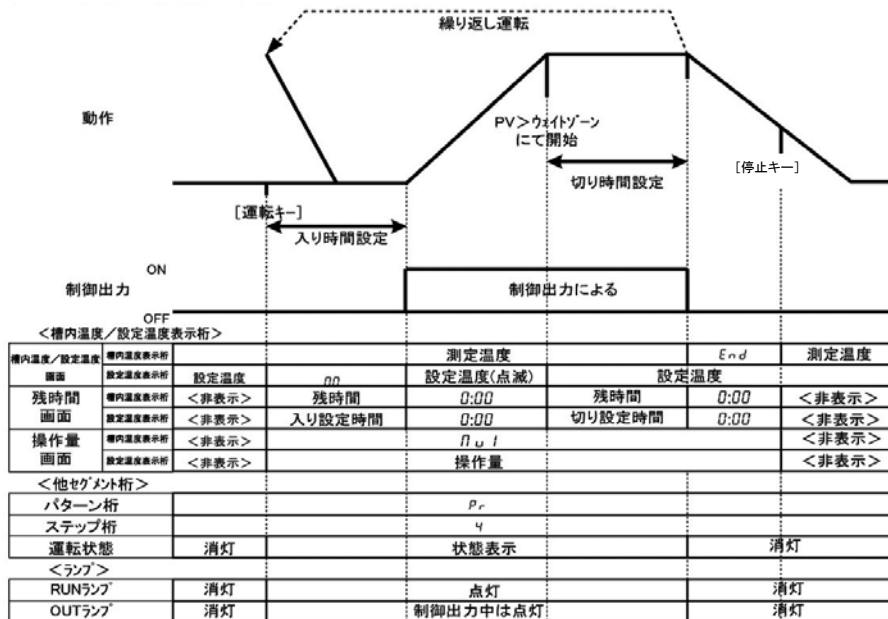 繰り返し運転
動作
PV>ウェイトゾーン
にて開始
[停止キー]
切り時間設定
[運転キー]
入り時間設定
ON
制御出力
制御出力による
OFF
<槽内温度/設定温度表示桁>
槽内温度/設定温度 画面 槽内温度表示桁 測定温度 End 測定温度
設定温度表示桁 設定温度 設定温度(点滅) 設定温度
残時間 画面 槽内温度表示桁 <非表示> 残時間 0:00 残時間 0:00 <非表示>
設定温度表示桁 <非表示> 入り設定時間 0:00 切り設定時間 0:00 <非表示>
操作量 画面 槽内温度表示桁 <非表示> <非表示>
設定温度表示桁 <非表示> 操作量 <非表示>
<他セグメント桁>
パターン桁 Pr
ステップ桁 4
運転状態 消灯 状態表示 消灯
<ランプ>
RUNランプ 消灯 点灯 消灯
OUTランプ 消灯 制御出力中は点灯 消灯